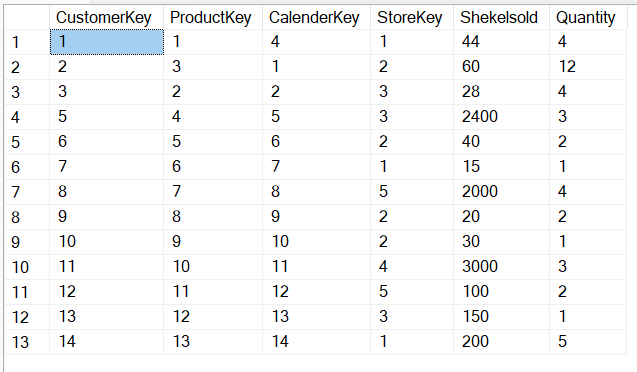 CustomerKey ProductKey CalenderKey StoreKey Shekelsold Quantity
1 1 1 4 1 44 4
2 2 3 1 2 60 12
3 3 2 2 3 28 4
4 5 4 5 3 2400 3
5 6 5 6 2 40 2
6 7 6 7 1 15 1
7 8 7 8 5 2000 4
8 9 8 9 2 20 2
9 10 9 10 2 30 1
10 11 10 11 4 3000 3
11 12 11 12 5 100 2
12 13 12 13 3 150 1
13 14 13 14 1 200 5